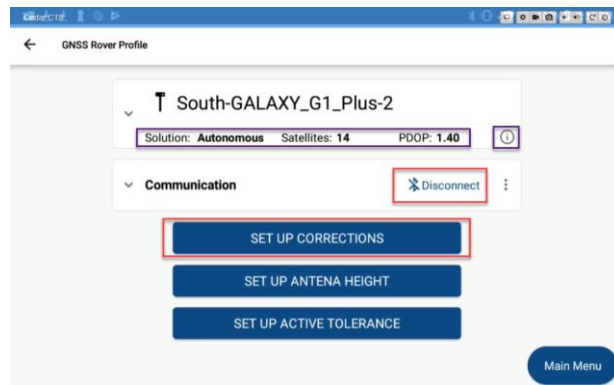 GNSS Rover Profile
South-GALAXY_G1_Plus-2
Solution: Autonomous Satellites: 14 PDOP: 1.40
Communication Disconnect
SET UP CORRECTIONS
SET UP ANTENA HEIGHT
SET UP ACTIVE TOLERANCE
Main Menu